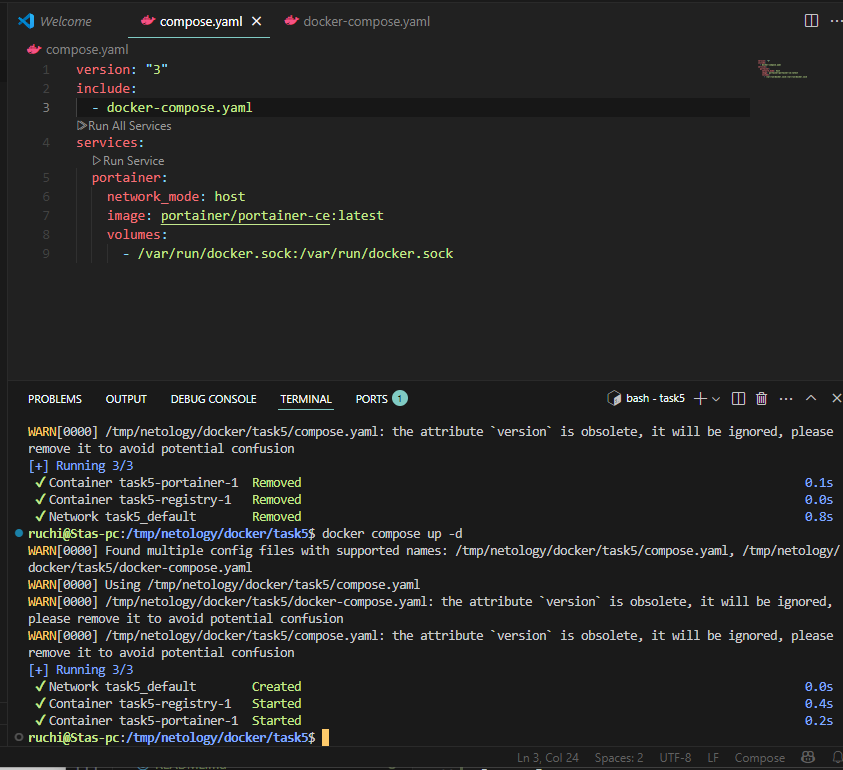 Welcome compose.yaml docker-compose.yaml
compose.yaml
1 version: "3"
2 include:
3 - docker-compose.yaml
Run All Services
4 services:
Run Service
5 portainer:
6 network_mode: host
7 image: portainer/portainer-ce:latest
8 volumes:
9 - /var/run/docker.sock:/var/run/docker.sock
PROBLEMS OUTPUT DEBUG CONSOLE TERMINAL PORTS 1 bash - task5
WARN[0000] /tmp/netology/docker/task5/compose.yaml: the attribute `version` is obsolete, it will be ignored, please
remove it to avoid potential confusion
[+] Running 3/3
✓Container task5-portainer-1 Removed 0.1s
✓Container task5-registry-1 Removed 0.0s
✓Network task5_default Removed 0.8s
ruchi@Stas-pc:/tmp/netology/docker/task5$ docker compose up -d
WARN[0000] Found multiple config files with supported names: /tmp/netology/docker/task5/compose.yaml, /tmp/netology/
docker/task5/docker-compose.yaml
WARN[0000] Using /tmp/netology/docker/task5/compose.yaml
WARN[0000] /tmp/netology/docker/task5/docker-compose.yaml: the attribute `version` is obsolete, it will be ignored,
please remove it to avoid potential confusion
WARN[0000] /tmp/netology/docker/task5/compose.yaml: the attribute `version` is obsolete, it will be ignored, please
remove it to avoid potential confusion
[+] Running 3/3
✓Network task5_default Created 0.0s
✓Container task5-registry-1 Started 0.4s
✓Container task5-portainer-1 Started 0.2s
ruchi@Stas-pc:/tmp/netology/docker/task5$
Ln 3, Col 24 Spaces: 2 UTF-8 LF Compose